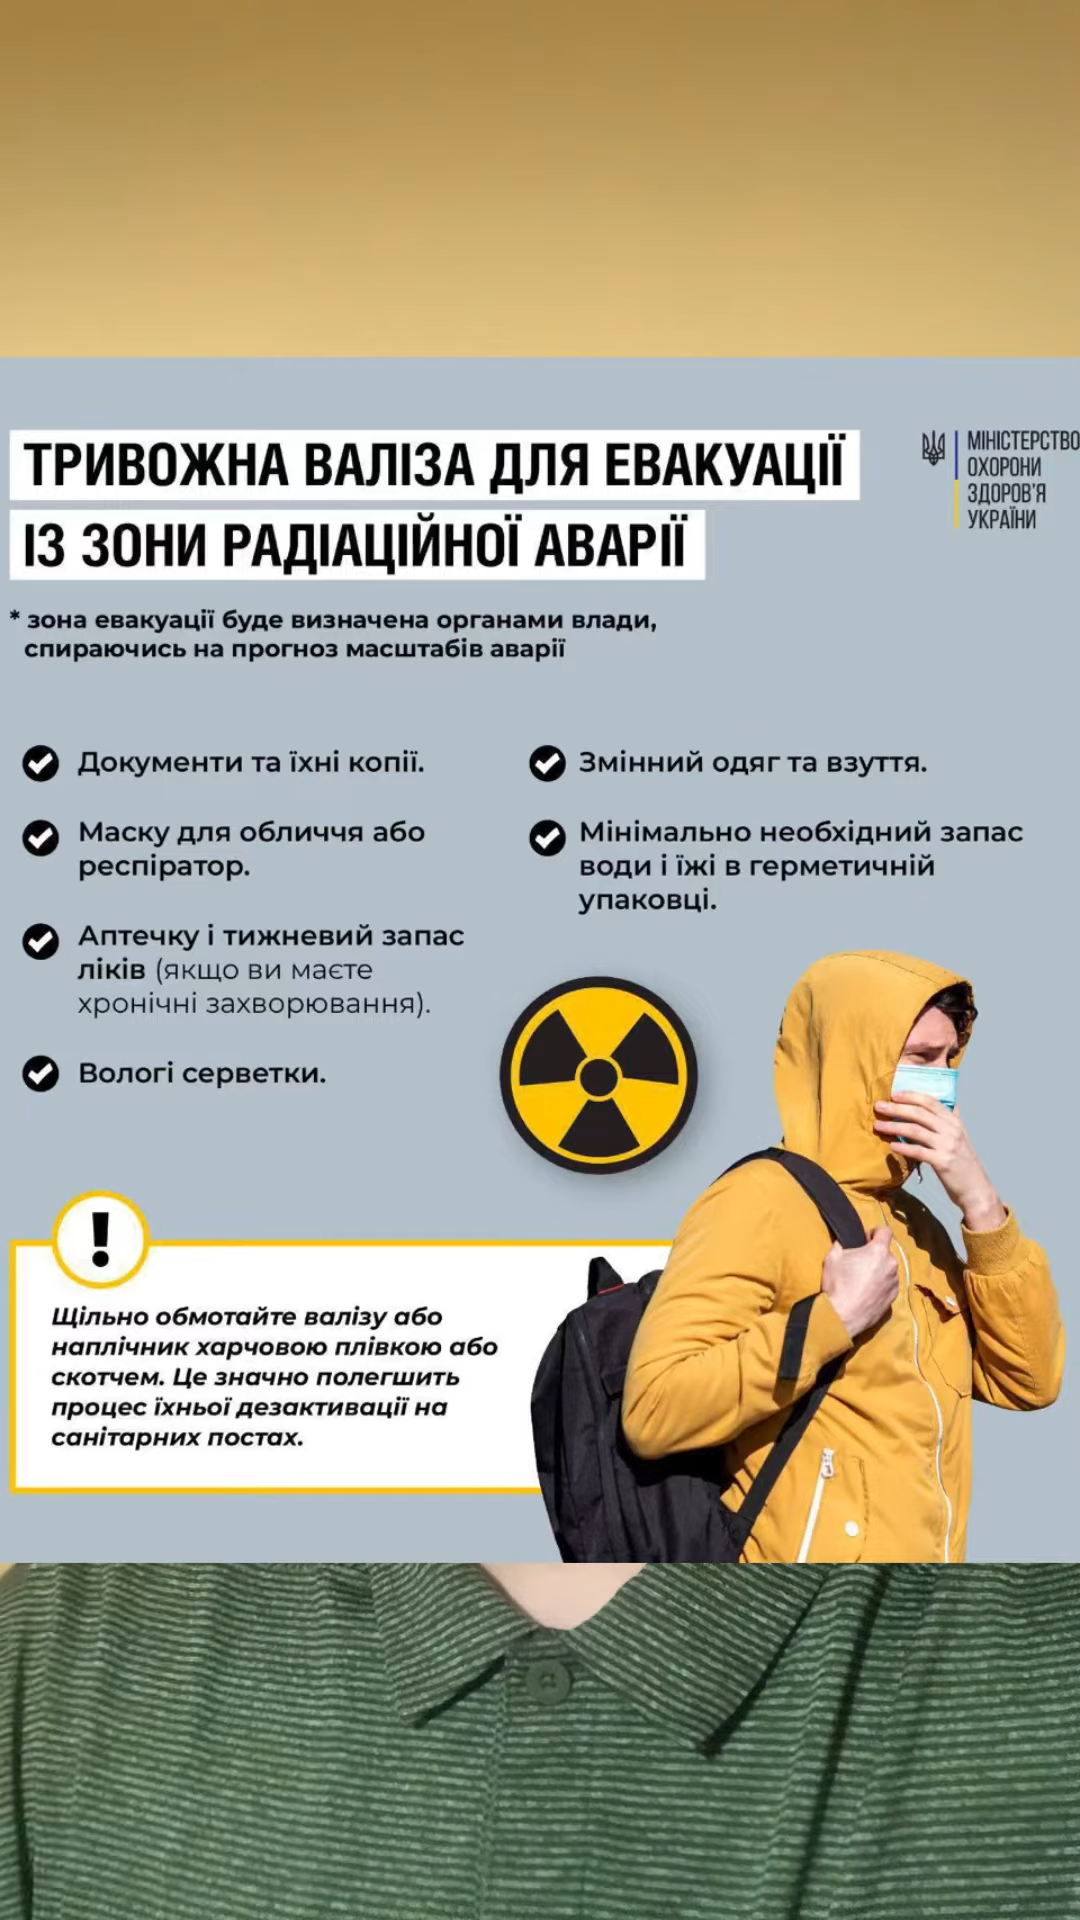 ТРИВОЖНА ВАЛІЗА ДЛЯ ЕВАКУАЦІЇ
ІЗ ЗОНИ РАДІАЦІЙНОЇ АВАРІЇ
МІНІСТЕРСТВО
ОХОРОНИ
ЗДОРОВ'Я
УКРАЇНИ
* зона евакуації буде визначена органами влади,
спираючись на прогноз масштабів аварії
Документи та їхні копії.
Маску для обличчя або
респіратор.
Аптечку і тижневий запас
ліків (якщо ви маєте
хронічні захворювання).
Вологі серветки.
Змінний одяг та взуття.
Мінімально необхідний запас
води і їжі в герметичній
упаковці.
!
Щільно обмотайте валізу або
наплічник харчовою плівкою або
скотчем. Це значно полегшить
процес їхньої дезактивації на
санітарних постах.